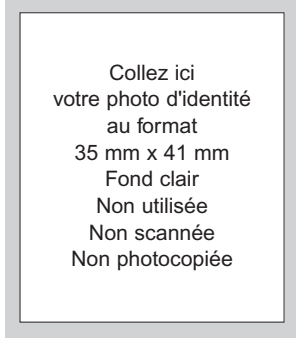 Collez ici
votre photo d'identité
au format
35 mm x 41 mm
Fond clair
Non utilisée
Non scannée
Non photocopiée